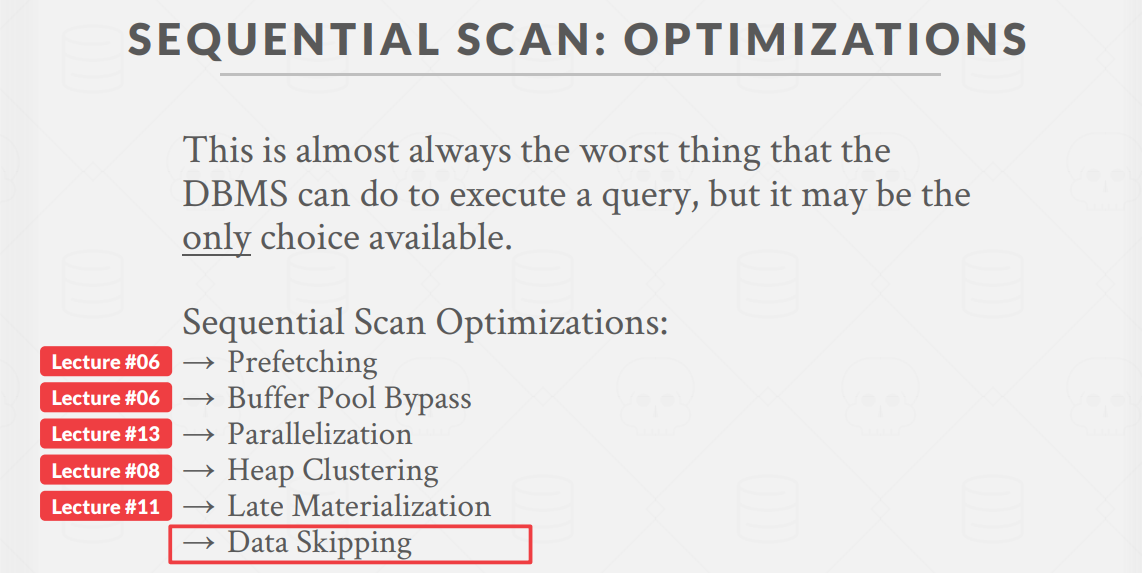 SEQUENTIAL SCAN: OPTIMIZATIONS
This is almost always the worst thing that the
DBMS can do to execute a query, but it may be the
only choice available.
Sequential Scan Optimizations:
Lecture #06 → Prefetching
Lecture #06 → Buffer Pool Bypass
Lecture #13 → Parallelization
Lecture #08 → Heap Clustering
Lecture #11 → Late Materialization
→ Data Skipping